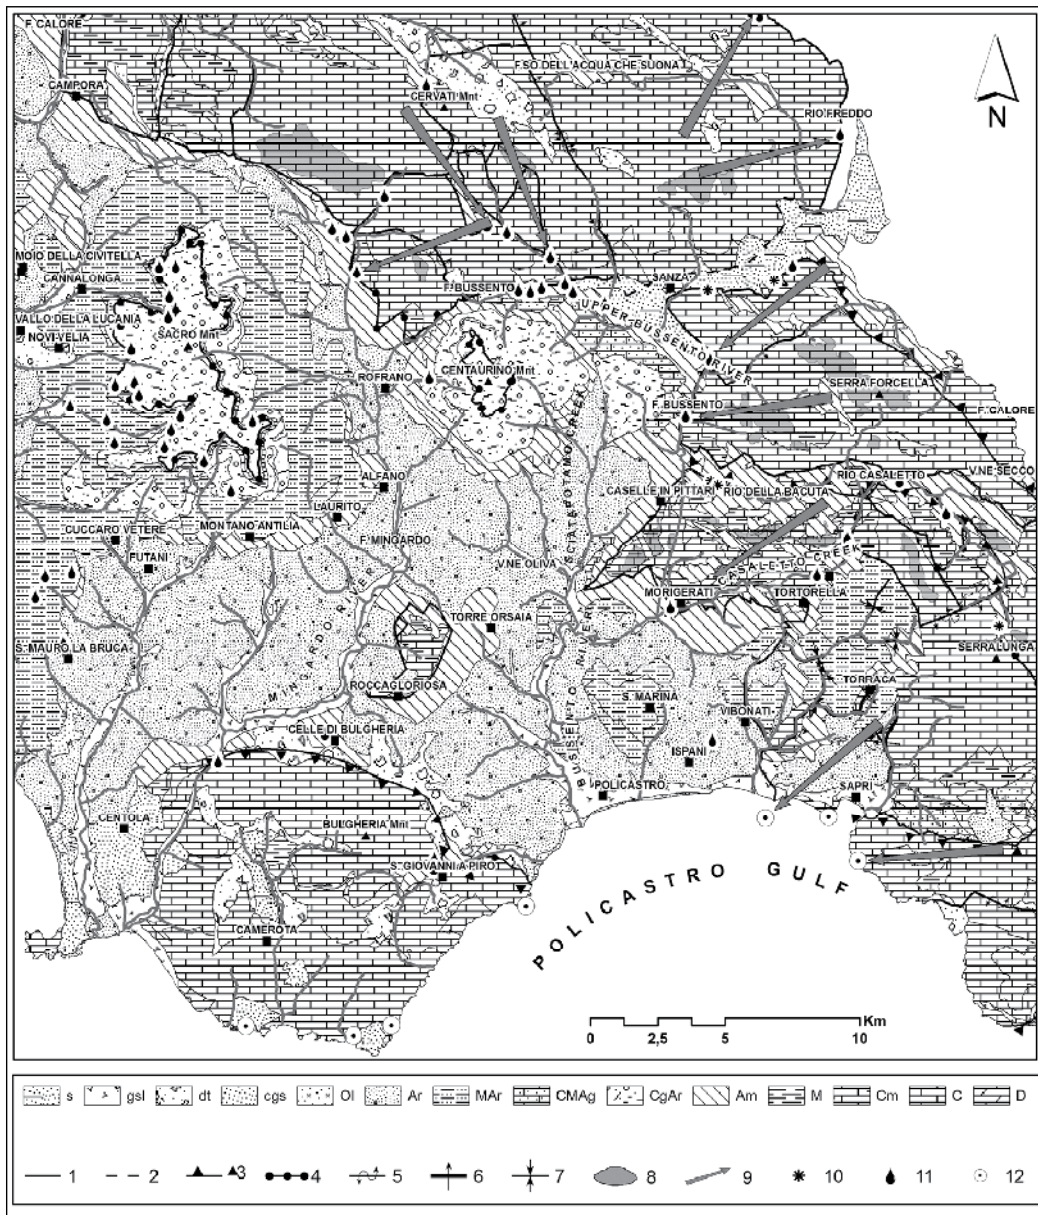 F. CALORE
CAMPORA
CERVATI Mnt
F.SO DELL'ACQUA CHE SUONA
RIO FREDDO
N
MOIO DELLA CIVITELLA
CANNALONGA
VALLO DELLA LUCANIA
NOVI VELIA
SACRO Mnt
F. BUSSENTO
SANZA
UPPER BUSSENTO RIVER
CENTAURINO Mnt
ROFRANO
SCIARAPOTAMO CREEK
F. BUSSENTO
SERRA FORCELLA
F. CALORE
V.NE SECCO
ALFANO
LAURITO
CASELLE IN PITTARI
RIO DELLA BACUTA
RIO CASALETTO
CUCCARO VETERE
MONTANO ANTILIA
FUTANI
F. MINGARDO
V.NE OLIVA
CASALETTO CREEK
MORIGERATI
TORTORELLA
TORRE ORSAIA
SERRALUNGA
S. MAURO LA BRUCA
MINGARDO RIVER
ROCCAGLORIOSA
BUSSENTO RIVER
S. MARINA
TORRACA
VIBONATI
CELLE DI BULGHERIA
ISPANI
POLICASTRO
SAPRI
CENTOLA
BULGHERIA Mnt
S. GIOVANNI A PIRO
CAMEROTA
POLICASTRO GULF
Km
0 2,5 5 10
s gsl dt cgs Ol Ar MAr CMAg CgAr Am M Cm C D
1 2 3 4 5 6 7 8 9 10 11 12